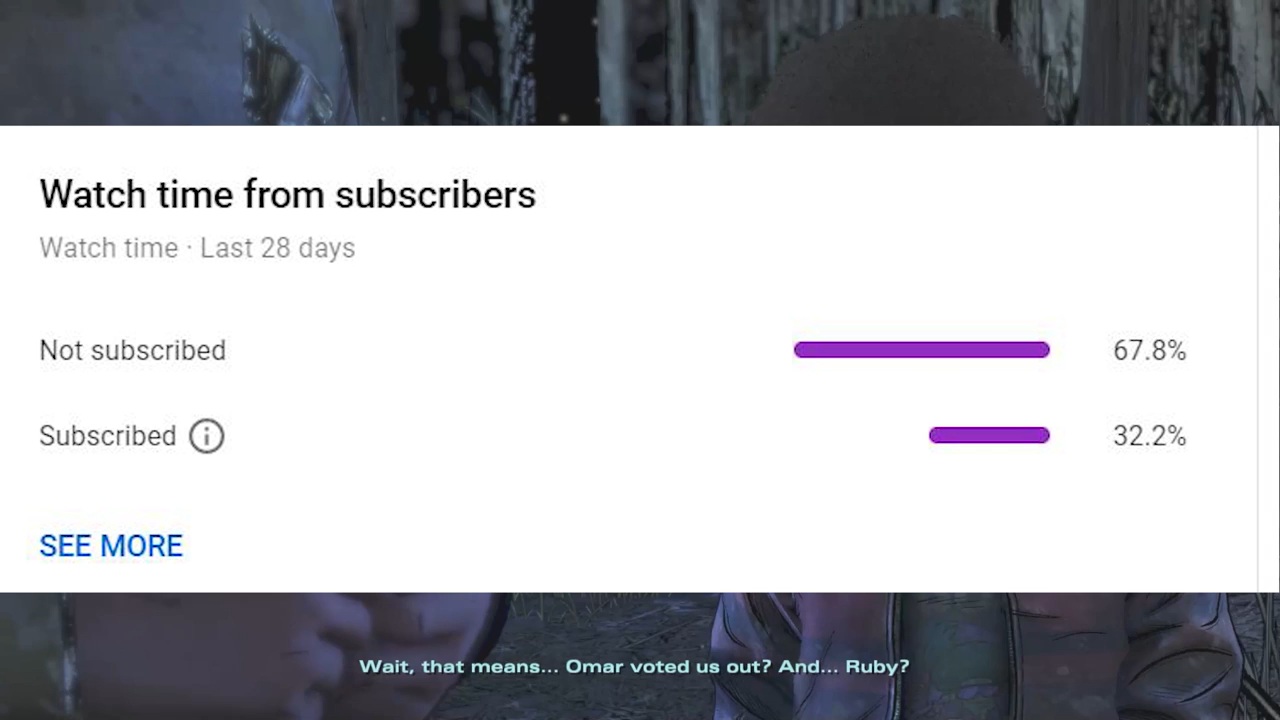 Watch time from subscribers
Watch time · Last 28 days
Not subscribed 67.8%
Subscribed 32.2%
SEE MORE
Wait, that means... Omar voted us out? And... Ruby?